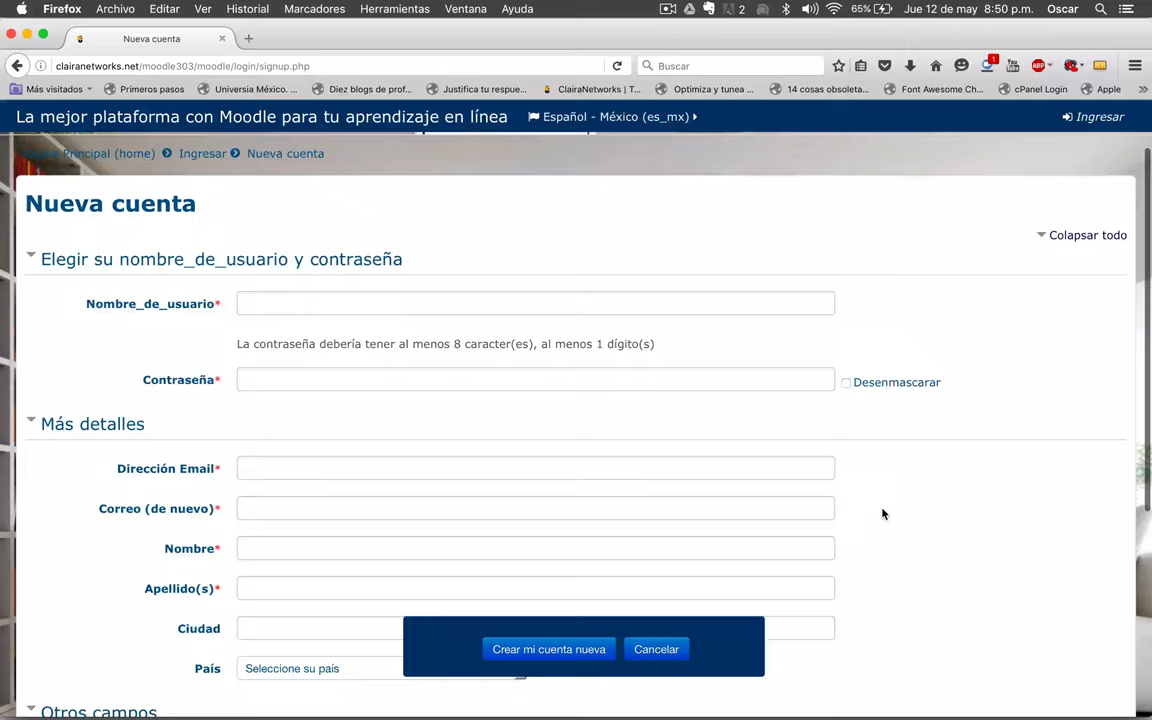 Firefox Archivo Editar Ver Historial Marcadores Herramientas Ventana Ayuda 2 65% Jue 12 de may 8:50 p.m. Oscar
Nueva cuenta
clairanetworks.net/moodle303/moodle/login/signup.php Buscar 1 ABP
Más visitados Primeros pasos Universia México. ... Diez blogs de prof... Justifica tu respue... ClairaNetworks | T... Optimiza y tunea ... 14 cosas obsoleta... Font Awesome Ch... cPanel Login Apple
La mejor plataforma con Moodle para tu aprendizaje en línea Español - México (es_mx) Ingresar
Principal (home) Ingresar Nueva cuenta
Nueva cuenta
Colapsar todo
Elegir su nombre_de_usuario y contraseña
Nombre_de_usuario*
La contraseña debería tener al menos 8 caracter(es), al menos 1 dígito(s)
Contraseña* Desenmascarar
Más detalles
Dirección Email*
Correo (de nuevo)*
Nombre*
Apellido(s)*
Ciudad
Crear mi cuenta nueva Cancelar
País Seleccione su país
Otros campos